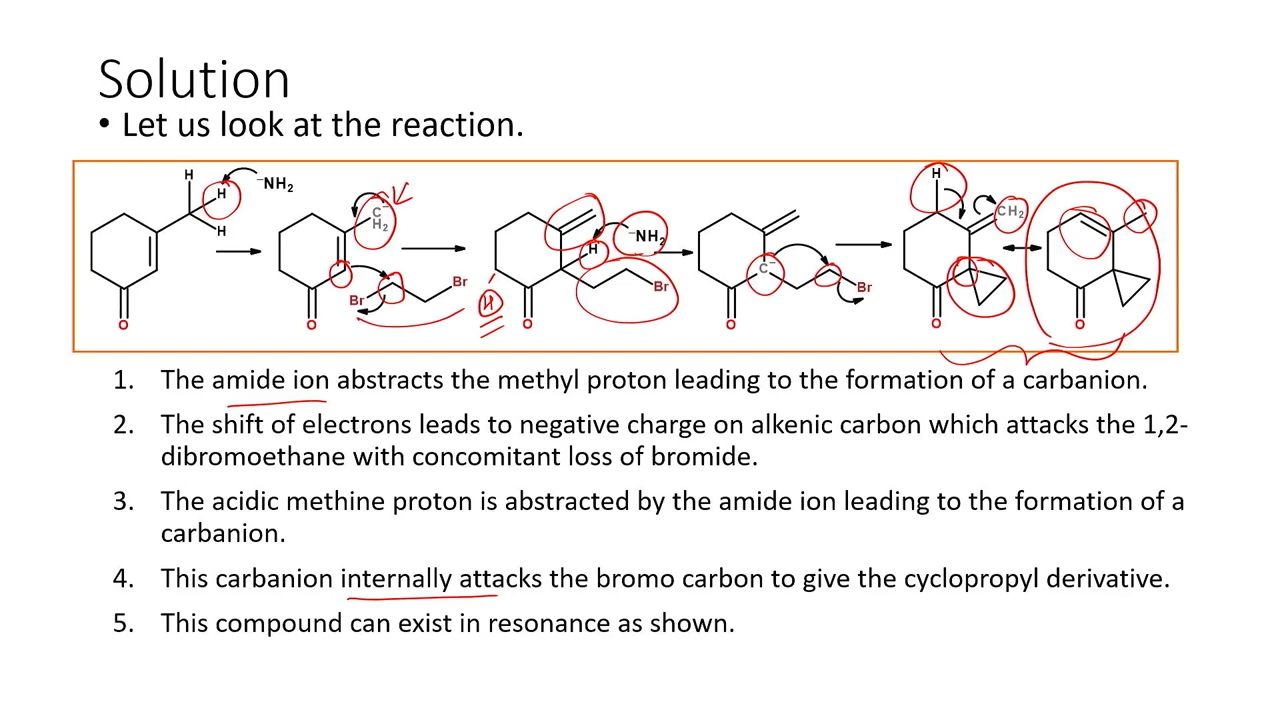 Solution
• Let us look at the reaction.
H
H
H
⁻NH₂
O
C⁻
H₂
Br
Br
O
H
⁻NH₂
Br
H
O
C⁻
Br
O
H
CH₂
O
O
1. The amide ion abstracts the methyl proton leading to the formation of a carbanion.
2. The shift of electrons leads to negative charge on alkenic carbon which attacks the 1,2-
dibromoethane with concomitant loss of bromide.
3. The acidic methine proton is abstracted by the amide ion leading to the formation of a
carbanion.
4. This carbanion internally attacks the bromo carbon to give the cyclopropyl derivative.
5. This compound can exist in resonance as shown.